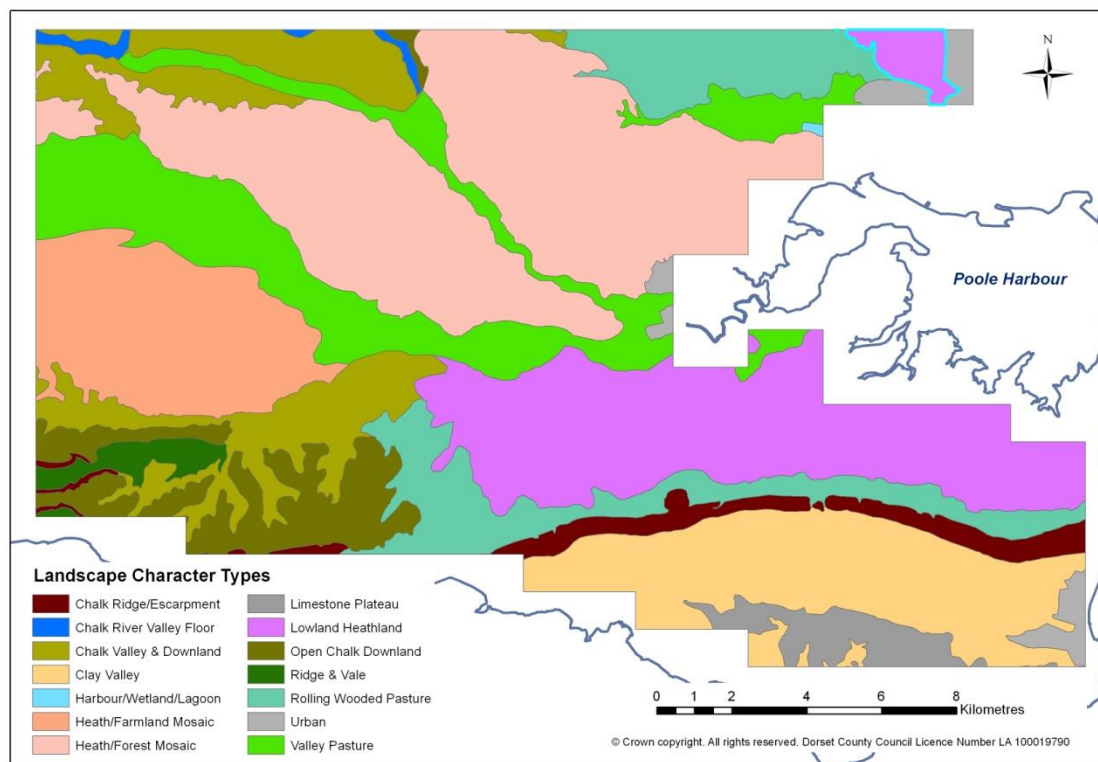 N
Poole Harbour
Landscape Character Types
Chalk Ridge/Escarpment
Chalk River Valley Floor
Chalk Valley & Downland
Clay Valley
Harbour/Wetland/Lagoon
Heath/Farmland Mosaic
Heath/Forest Mosaic
Limestone Plateau
Lowland Heathland
Open Chalk Downland
Ridge & Vale
Rolling Wooded Pasture
Urban
Valley Pasture
0 1 2 4 6 8
Kilometres
© Crown copyright. All rights reserved. Dorset County Council Licence Number LA 100019790